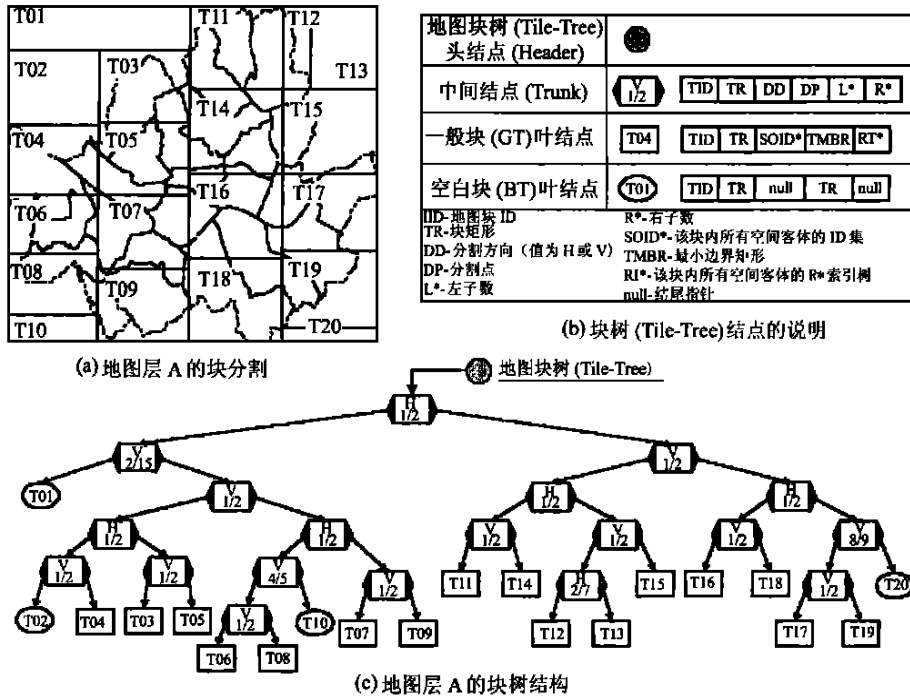 T01
T11
T12
T02
T03
T13
T14
T15
T04
T05
T16
T17
T06
T07
T08
T18
T19
T09
T10
T20
(a)地图层 A 的块分割
地图块树 (Tile-Tree)
头结点 (Header)
中间结点 (Trunk)
V
1/2
TID TR DD DP L* R*
一般块 (GT)叶结点
T04
TID TR SOID* TMBR RT*
空白块 (BT)叶结点
T01
TID TR null TR null
IID-地图块 ID
R*-右子数
TR-块矩形
SOID*-该块内所有空间客体的 ID 集
DD-分割方向（值为 H 或 V）
TMBR-最小边界矩形
DP-分割点
RI*-该块内所有空间客体的 R*索引树
L*-左子数
null-结尾指针
(b)块树 (Tile-Tree)结点的说明
地图块树 (Tile-Tree)
H
1/2
V
2/15
V
1/2
T01
V
1/2
H
1/2
H
1/2
H
1/2
H
1/2
V
1/2
V
1/2
V
1/2
V
8/9
V
1/2
V
1/2
V
4/5
V
1/2
T11
T14
H
2/7
T15
T16
T18
V
1/2
T20
T02
T04
T03
T05
V
1/2
T10
T07
T09
T12
T13
T17
T19
T06
T08
(c)地图层 A 的块树结构